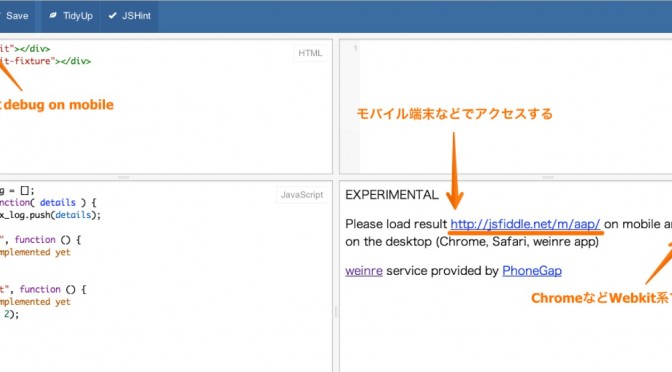 Save TidyUp JSHint
it"></div>
it-fixture"></div>
HTML
1
debug on mobile
モバイル端末などでアクセスする
g = [];
nction( details ) {
x_log.push(details);
JavaScript
", function () {
mplemented yet
t", function () {
mplemented yet
2);
EXPERIMENTAL
Please load result http://jsfiddle.net/m/aap/ on mobile a
on the desktop (Chrome, Safari, weinre app)
weinre service provided by PhoneGap
ChromeなどWebkit系